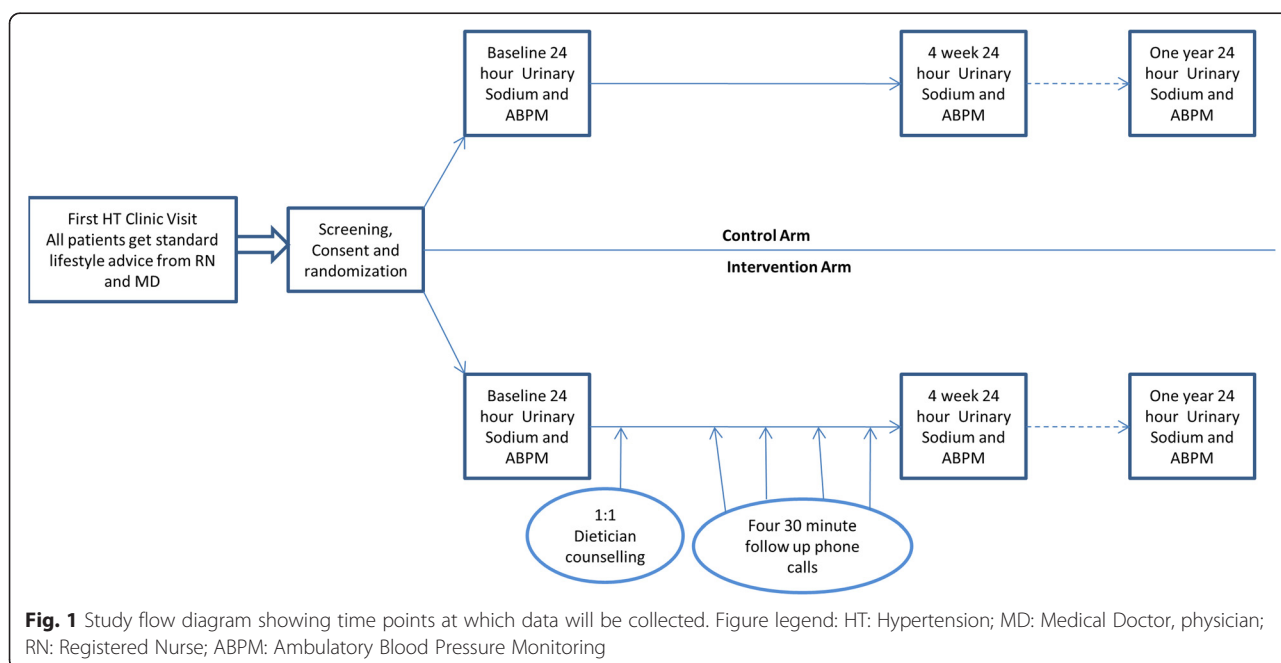 Baseline 24
hour Urinary
Sodium and
ABPM
4 week 24
hour Urinary
Sodium and
ABPM
One year 24
hour Urinary
Sodium and
ABPM
First HT Clinic Visit
All patients get standard
lifestyle advice from RN
and MD
Screening,
Consent and
randomization
Control Arm
Intervention Arm
Baseline 24
hour Urinary
Sodium and
ABPM
4 week 24
hour Urinary
Sodium and
ABPM
One year 24
hour Urinary
Sodium and
ABPM
1:1
Dietician
counselling
Four 30 minute
follow up phone
calls
Fig. 1 Study flow diagram showing time points at which data will be collected. Figure legend: HT: Hypertension; MD: Medical Doctor, physician;
RN: Registered Nurse; ABPM: Ambulatory Blood Pressure Monitoring